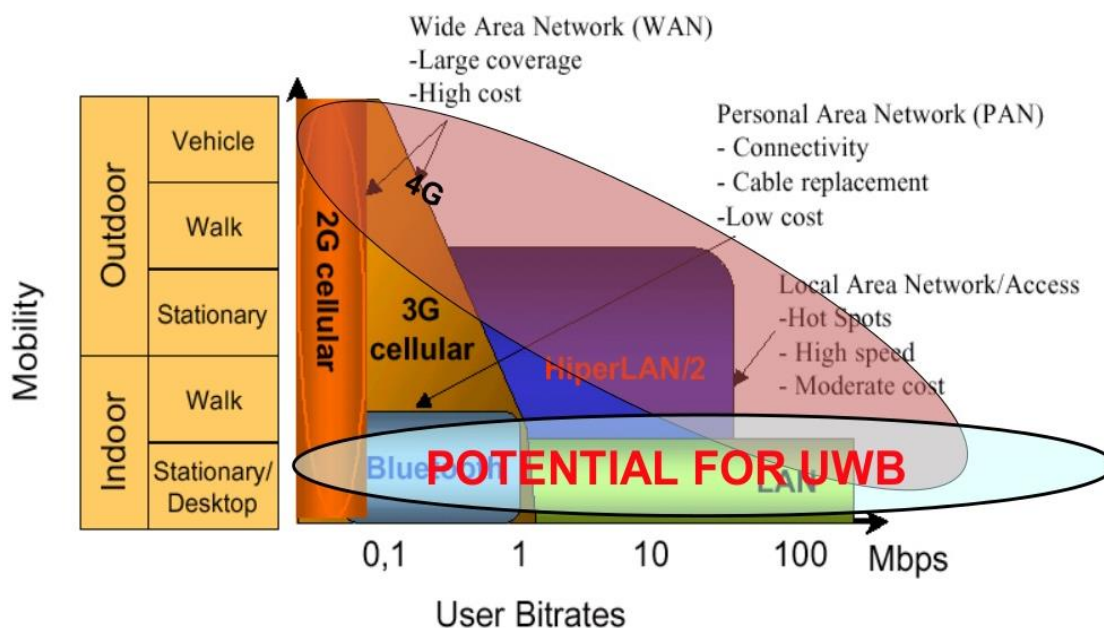 Wide Area Network (WAN)
-Large coverage
-High cost
Personal Area Network (PAN)
- Connectivity
- Cable replacement
-Low cost
Local Area Network/Access
-Hot Spots
- High speed
- Moderate cost
Mobility
Outdoor
Vehicle
Walk
Stationary
Indoor
Walk
Stationary/
Desktop
2G cellular
4G
3G
cellular
HiperLAN/2
Bluetooth
LAN
POTENTIAL FOR UWB
0,1 1 10 100 Mbps
User Bitrates